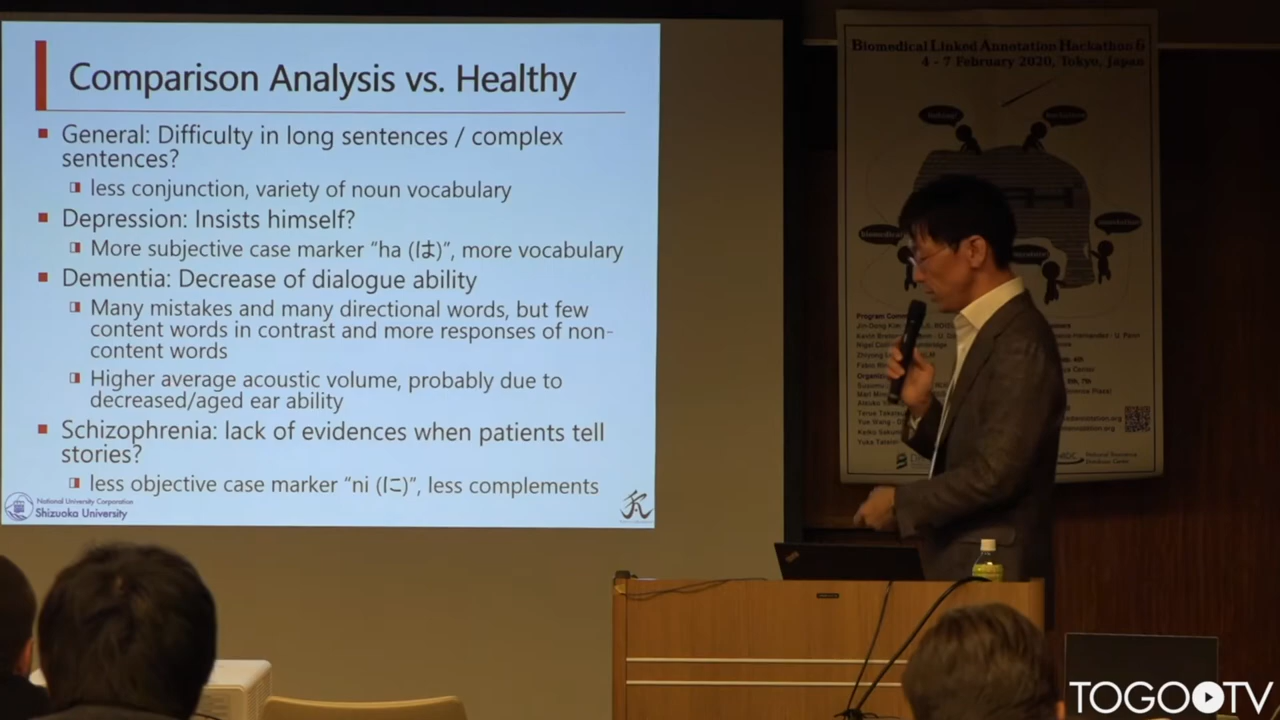 Comparison Analysis vs. Healthy
General: Difficulty in long sentences / complex
sentences?
less conjunction, variety of noun vocabulary
Depression: Insists himself?
More subjective case marker “ha (は)”, more vocabulary
Dementia: Decrease of dialogue ability
Many mistakes and many directional words, but few
content words in contrast and more responses of non-
content words
Higher average acoustic volume, probably due to
decreased/aged ear ability
Schizophrenia: lack of evidences when patients tell
stories?
less objective case marker “ni (に)”, less complements
National University Corporation
Shizuoka University
Biomedical Linked Annotation Hackathon 6
4 - 7 February 2020, Tokyo, Japan
Program
TOGO TV